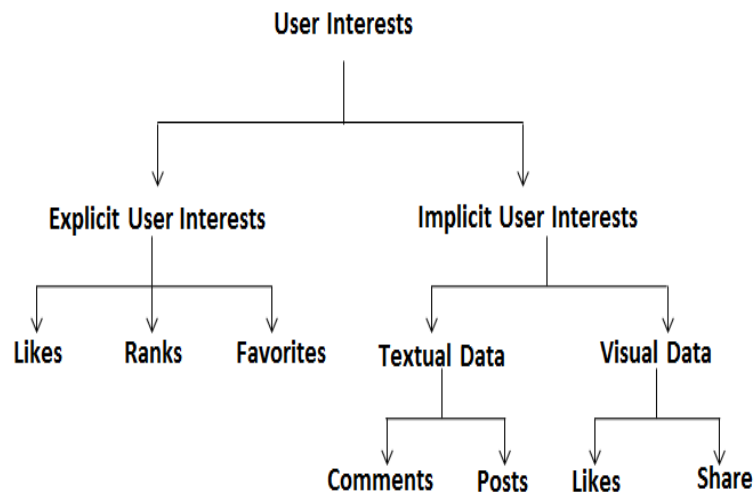 User Interests
Explicit User Interests
Implicit User Interests
Likes
Ranks
Favorites
Textual Data
Visual Data
Comments
Posts
Likes
Share